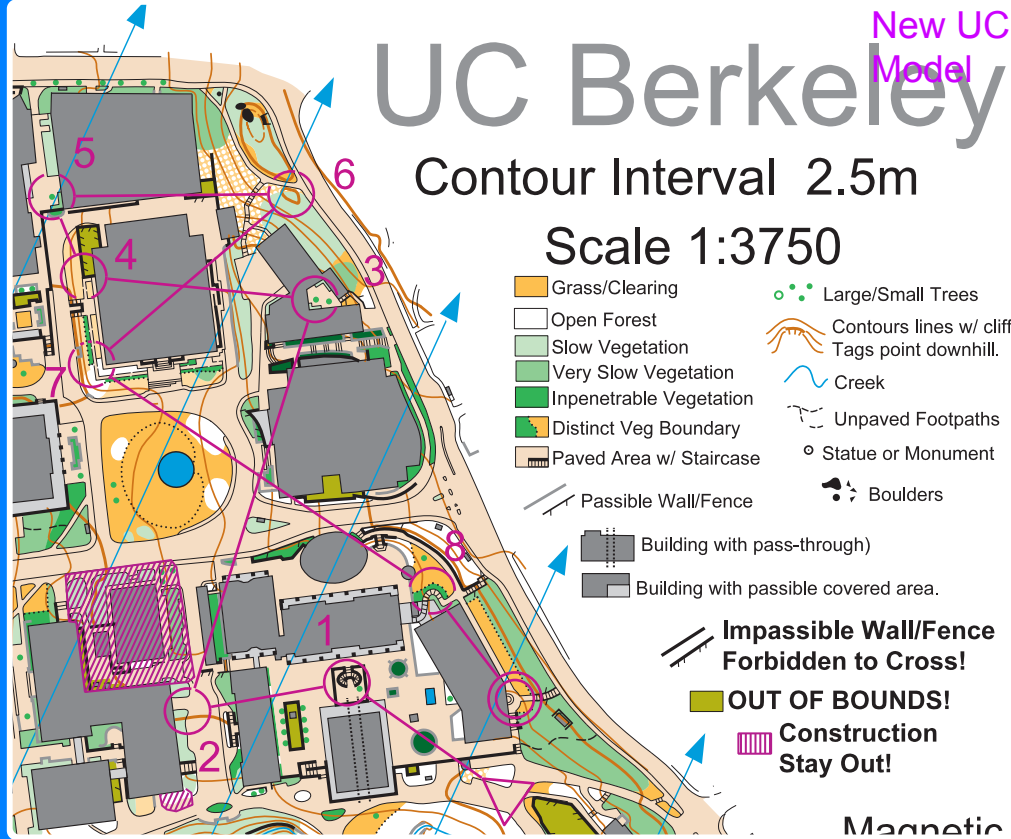 New UC
Model
UC Berkeley
Contour Interval 2.5m
Scale 1:3750
Grass/Clearing
Open Forest
Slow Vegetation
Very Slow Vegetation
Inpenetrable Vegetation
Distinct Veg Boundary
Paved Area w/ Staircase
Large/Small Trees
Contours lines w/ cliff
Tags point downhill.
Creek
Unpaved Footpaths
Statue or Monument
Boulders
Passible Wall/Fence
Building with pass-through)
Building with passible covered area.
Impassible Wall/Fence
Forbidden to Cross!
OUT OF BOUNDS!
Construction
Stay Out!
Magnetic
5
6
4
3
7
8
1
2